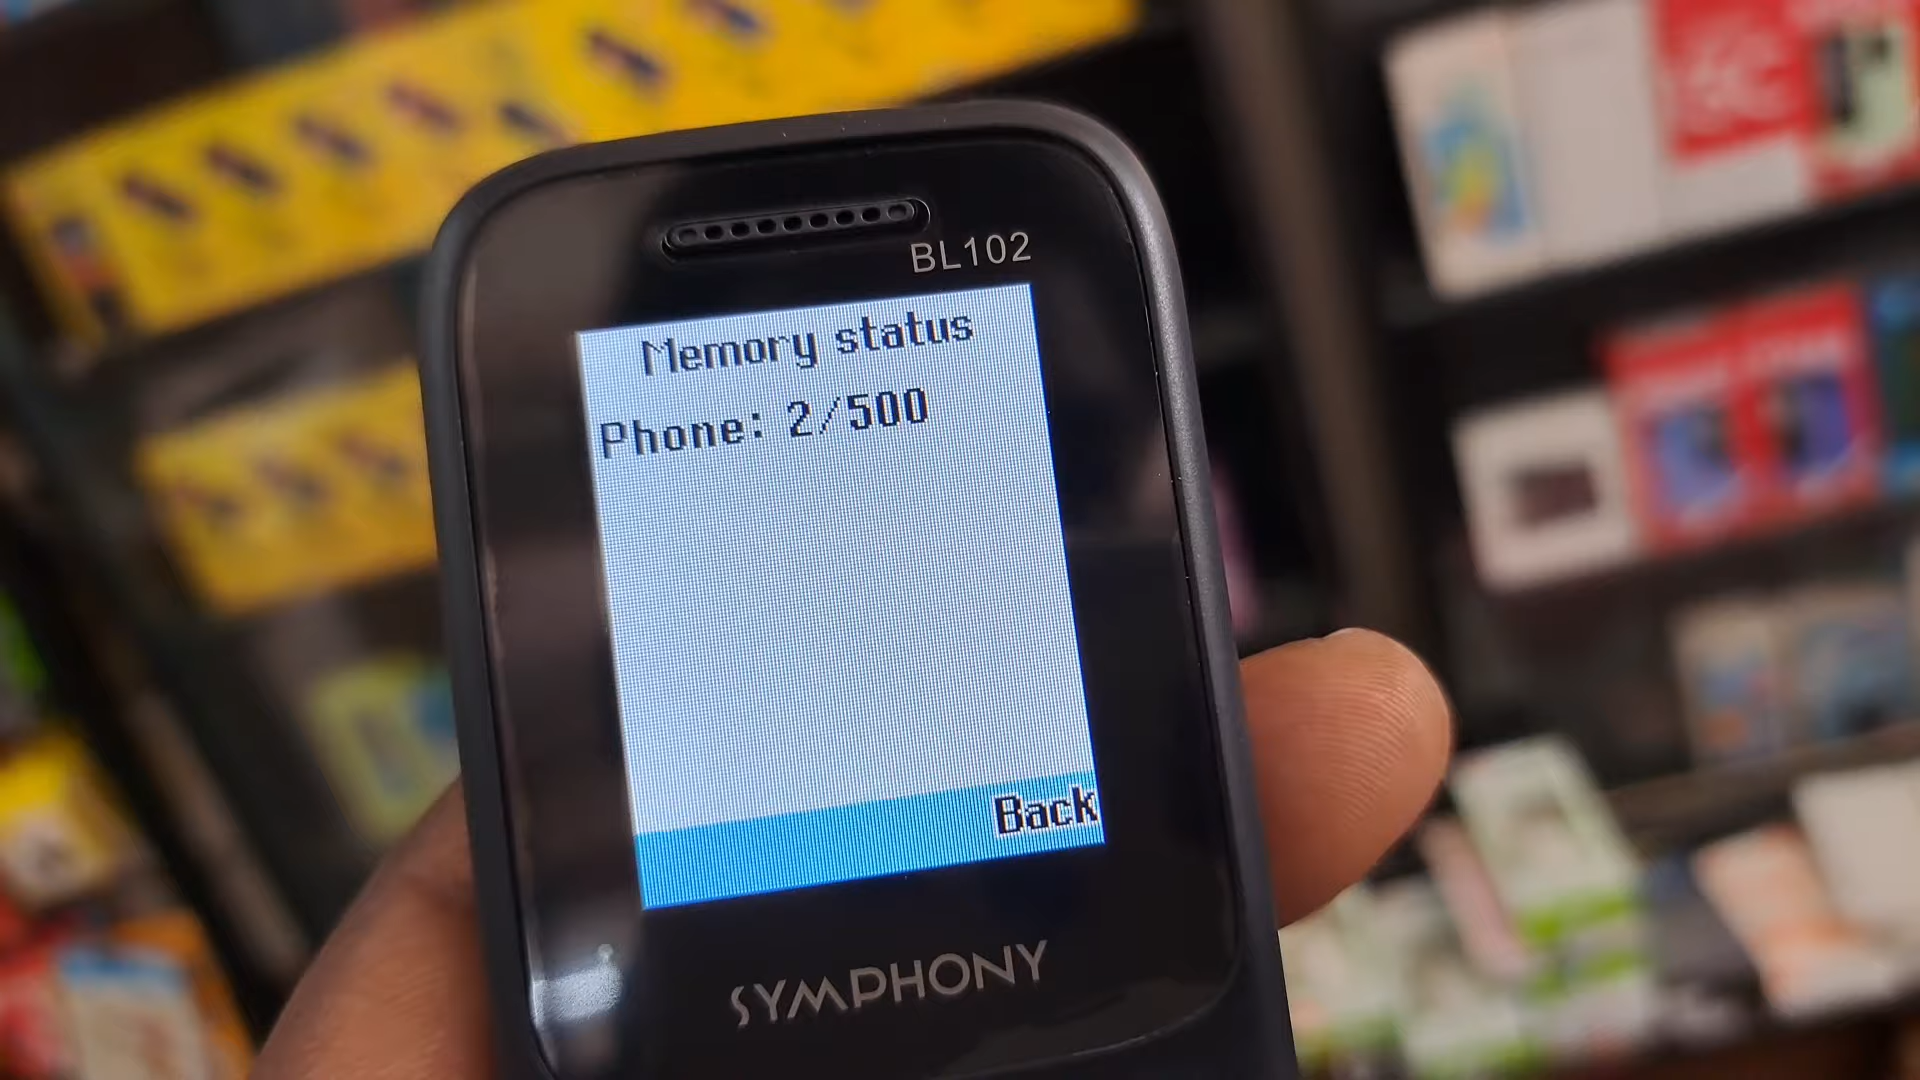 BL102
Memory status
Phone: 2/500
Back
SYMPHONY